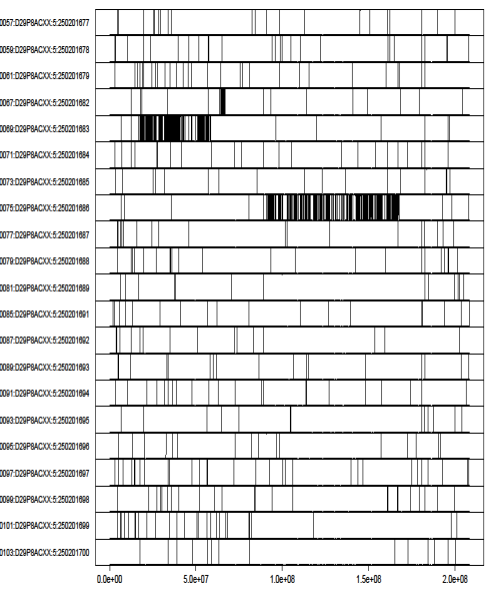 0057:D29P8ACXX:5:250201677
0059:D29P8ACXX:5:250201678
0061:D29P8ACXX:5:250201679
0067:D29P8ACXX:5:250201682
0069:D29P8ACXX:5:250201683
0071:D29P8ACXX:5:250201684
0073:D29P8ACXX:5:250201685
0075:D29P8ACXX:5:250201686
0077:D29P8ACXX:5:250201687
0079:D29P8ACXX:5:250201688
0081:D29P8ACXX:5:250201689
0085:D29P8ACXX:5:250201691
0087:D29P8ACXX:5:250201692
0089:D29P8ACXX:5:250201693
0091:D29P8ACXX:5:250201694
0093:D29P8ACXX:5:250201695
0095:D29P8ACXX:5:250201696
0097:D29P8ACXX:5:250201697
0099:D29P8ACXX:5:250201698
0101:D29P8ACXX:5:250201699
0103:D29P8ACXX:5:250201700
0.0e+00 5.0e+07 1.0e+08 1.5e+08 2.0e+08